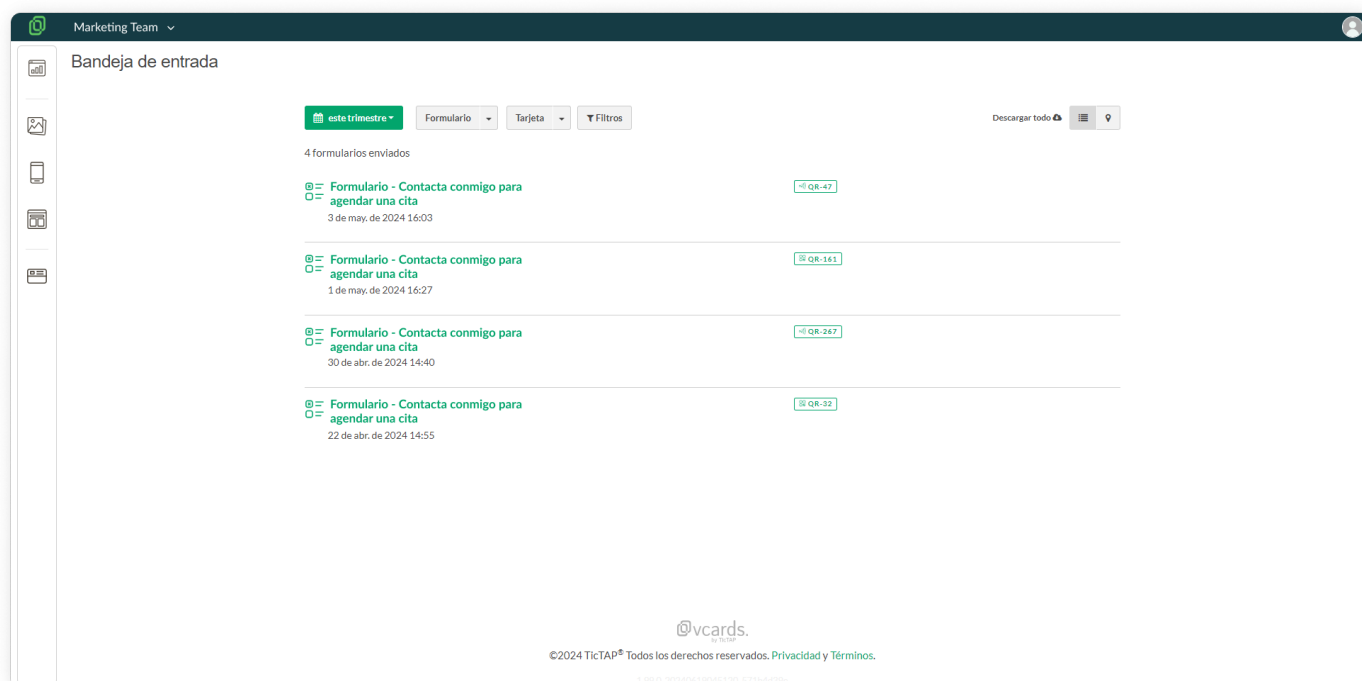 Marketing Team
Bandeja de entrada
este trimestre
Formulario
Tarjeta
Filtros
Descargar todo
4 formularios enviados
Formulario - Contacta conmigo para
agendar una cita
3 de may. de 2024 16:03
QR-47
Formulario - Contacta conmigo para
agendar una cita
1 de may. de 2024 16:27
QR-161
Formulario - Contacta conmigo para
agendar una cita
30 de abr. de 2024 14:40
QR-267
Formulario - Contacta conmigo para
agendar una cita
22 de abr. de 2024 14:55
QR-32
vcards.
by TicTAP
©2024 TicTAP® Todos los derechos reservados. Privacidad y Términos.